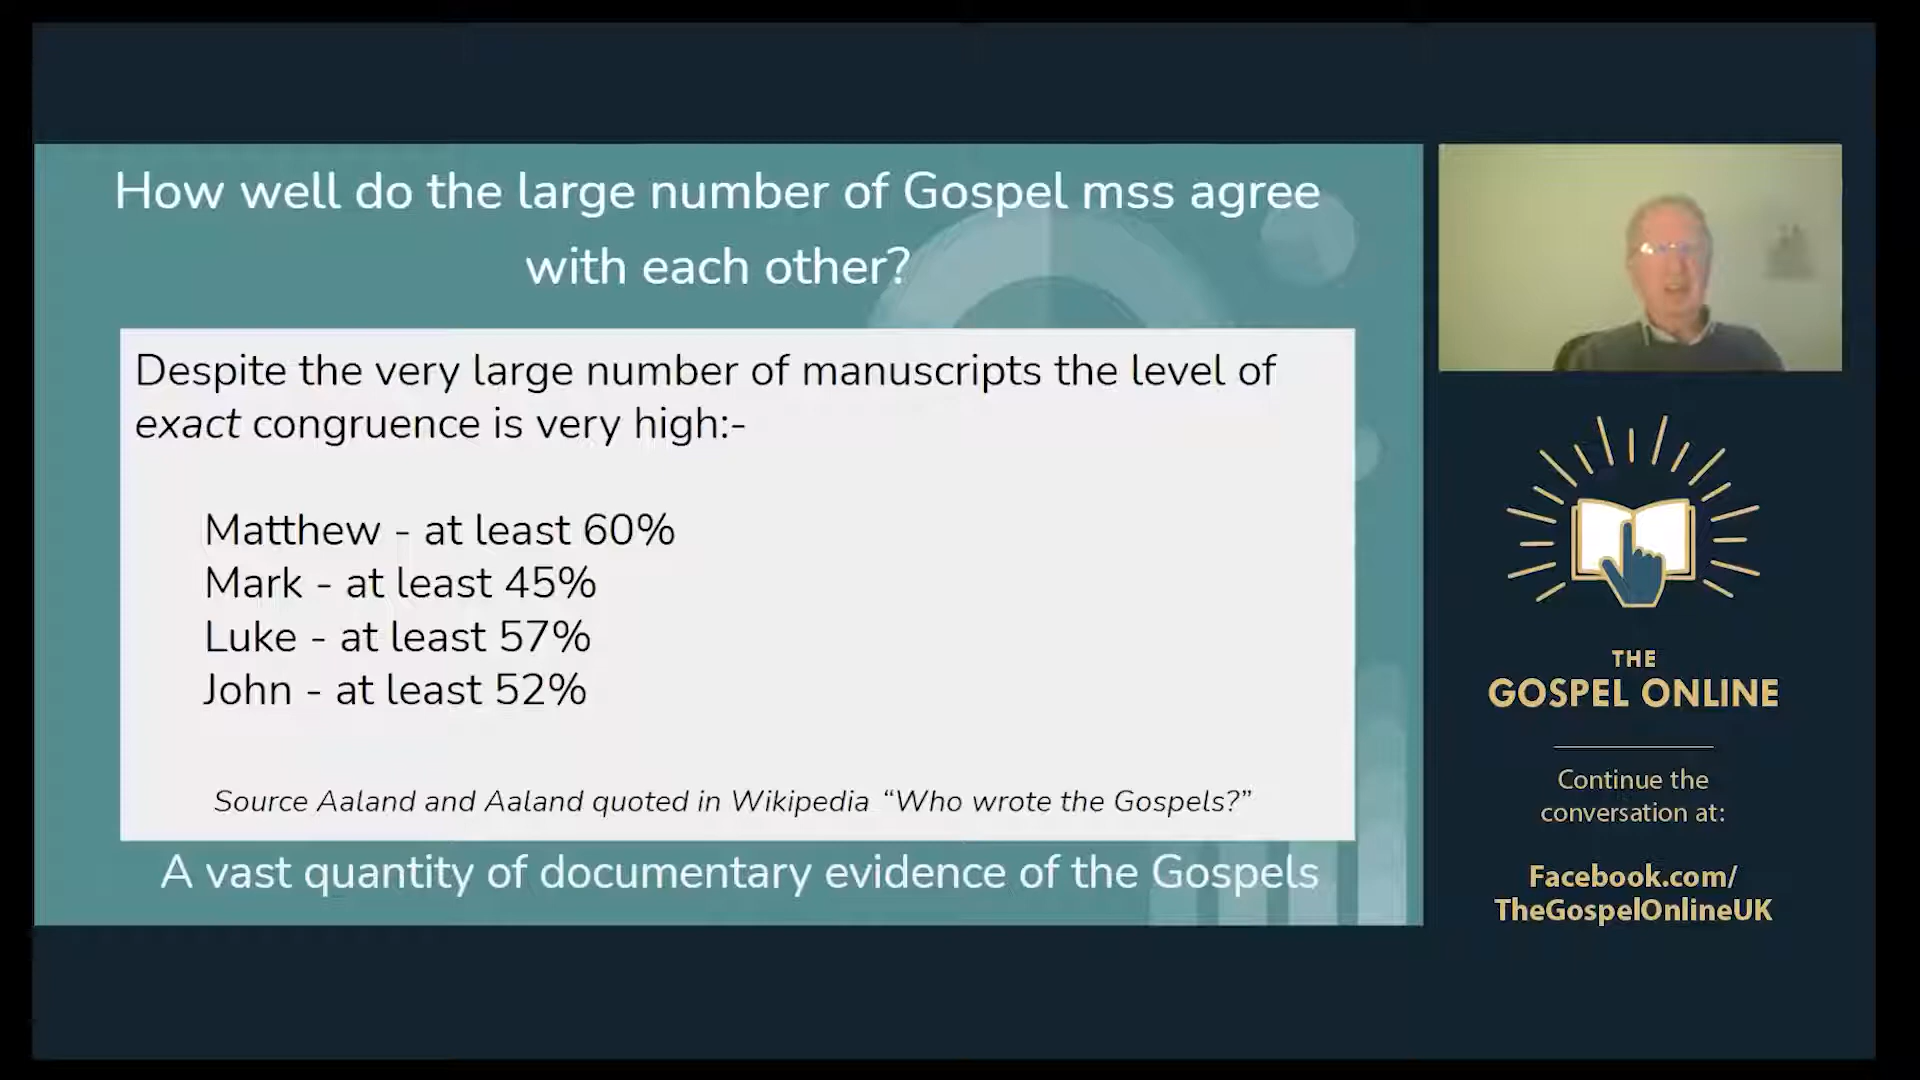 How well do the large number of Gospel mss agree
with each other?
Despite the very large number of manuscripts the level of
exact congruence is very high:-
Matthew - at least 60%
Mark - at least 45%
Luke - at least 57%
John - at least 52%
Source Aaland and Aaland quoted in Wikipedia “Who wrote the Gospels?”
A vast quantity of documentary evidence of the Gospels
THE
GOSPEL ONLINE
Continue the
conversation at:
Facebook.com/
TheGospelOnlineUK